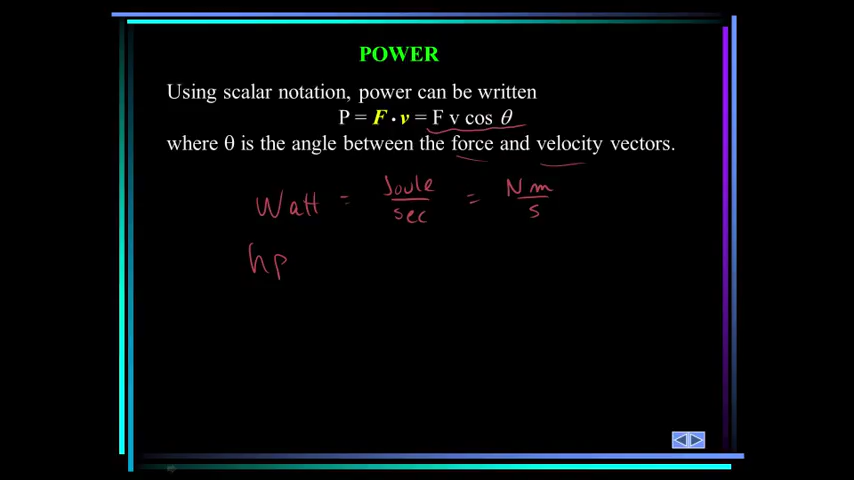 POWER
Using scalar notation, power can be written
P = F · v = F v cos θ
where θ is the angle between the force and velocity vectors.
Watt = Joule/sec = Nm/s
hp